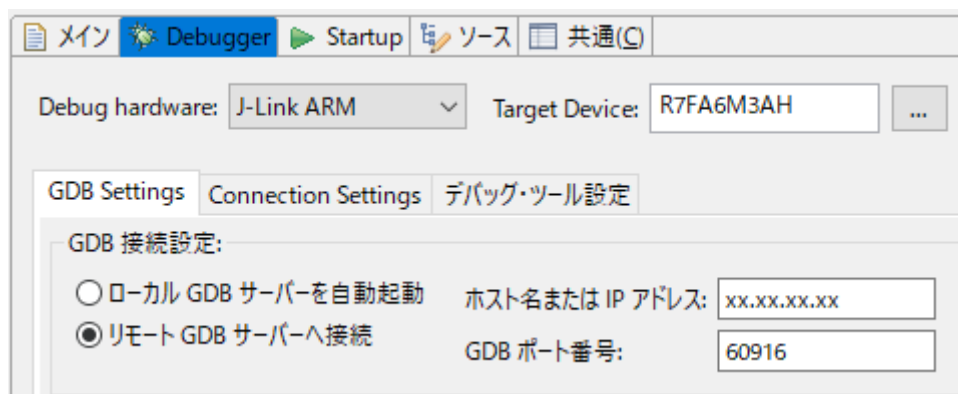 メイン Debugger Startup ソース 共通(C)
Debug hardware: J-Link ARM Target Device: R7FA6M3AH ...
GDB Settings Connection Settings デバッグ・ツール設定
GDB 接続設定:
ローカル GDB サーバーを自動起動 ホスト名または IP アドレス: xx.xx.xx.xx
リモート GDB サーバーへ接続 GDB ポート番号: 60916